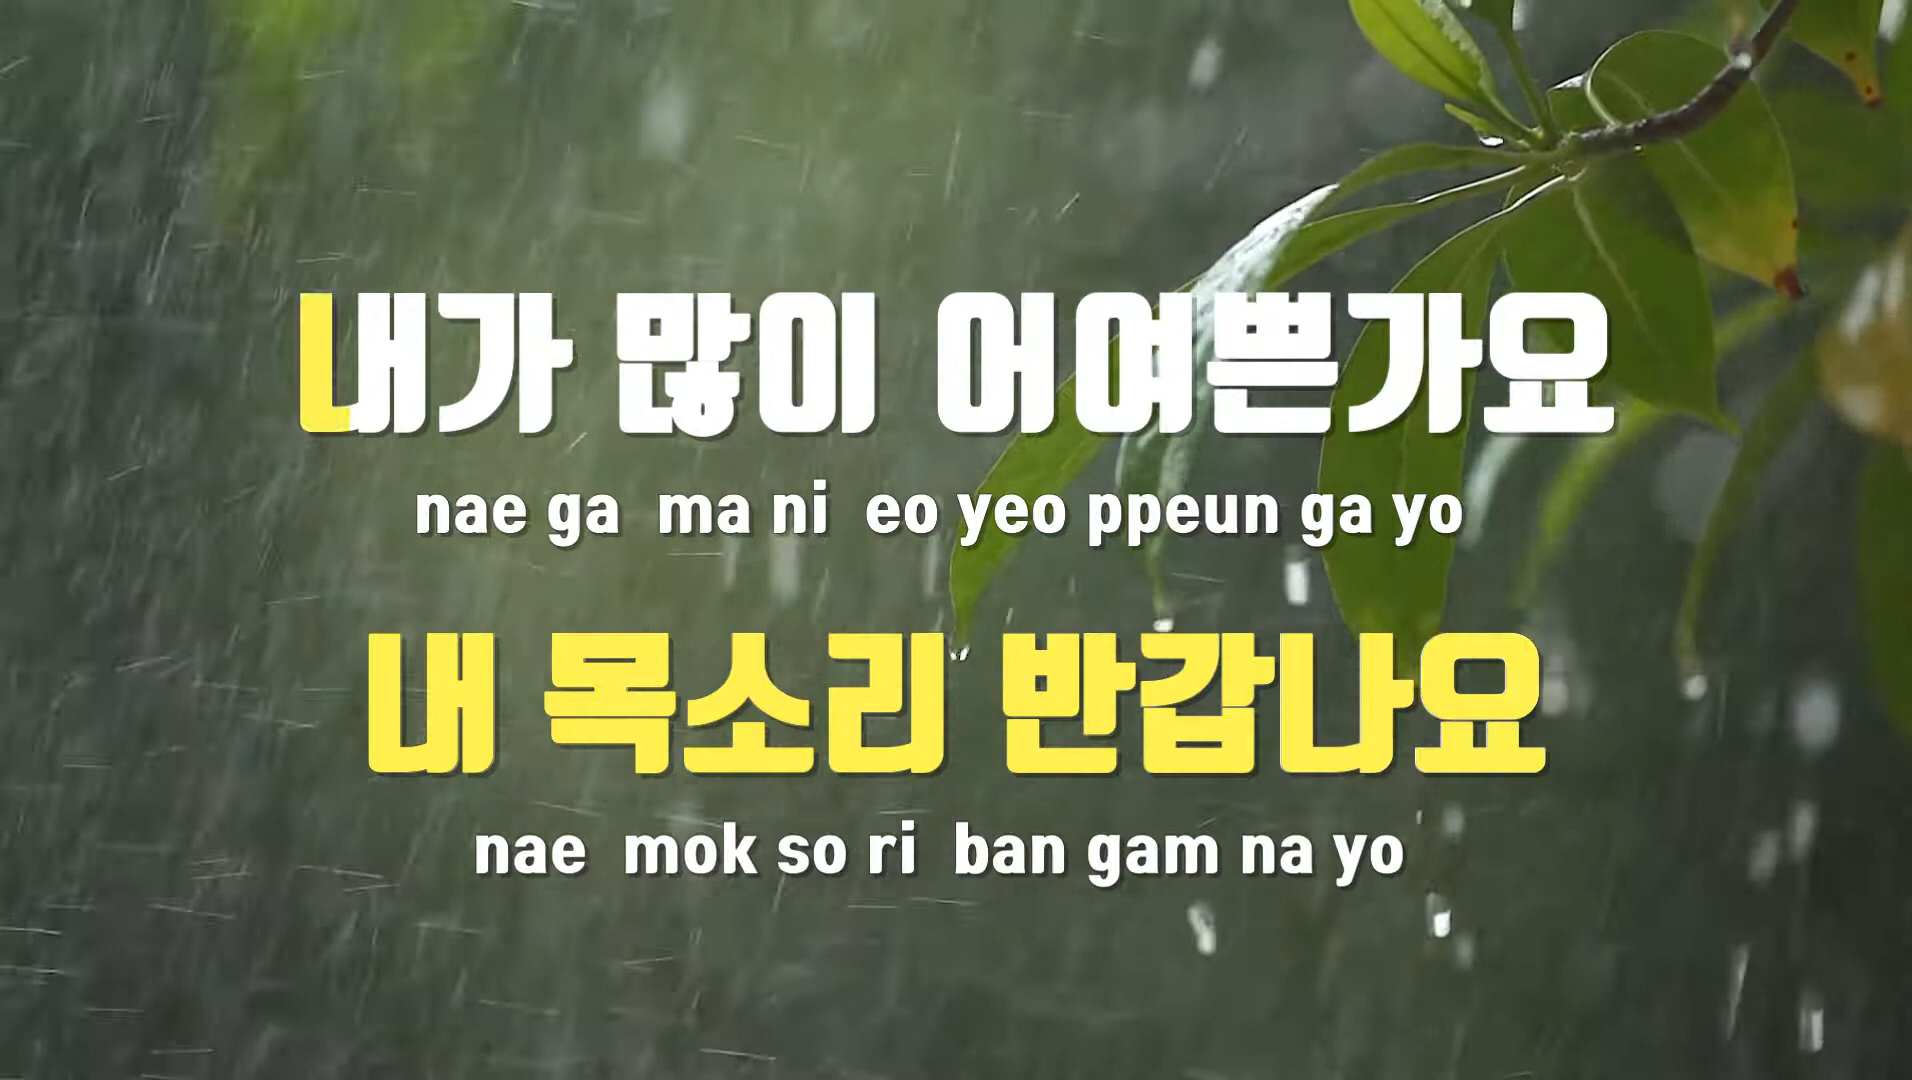 내가 많이 어여쁜가요
nae ga ma ni eo yeo ppeun ga yo
내 목소리 반갑나요
nae mok so ri ban gam na yo